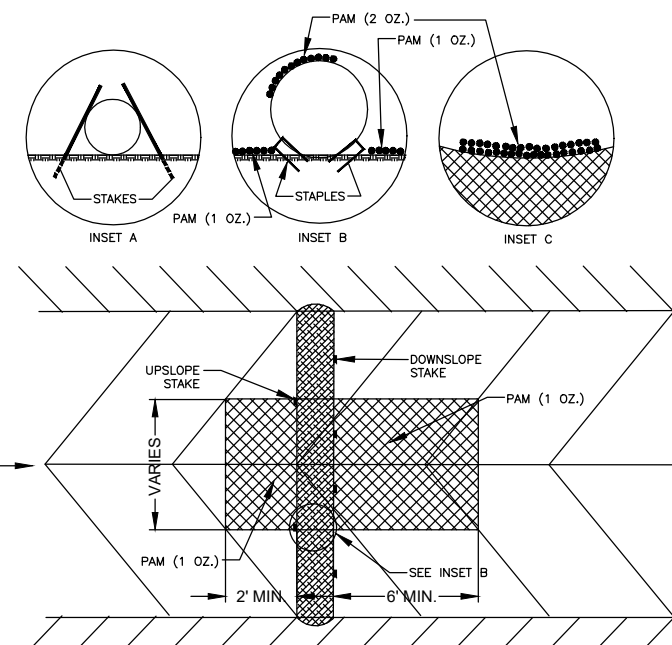 PAM (2 OZ.)
PAM (1 OZ.)
STAKES
STAPLES
PAM (1 OZ.)
INSET A
INSET B
INSET C
UPSLOPE
STAKE
DOWNSLOPE
STAKE
PAM (1 OZ.)
VARIES
PAM (1 OZ.)
SEE INSET B
2' MIN.
6' MIN.